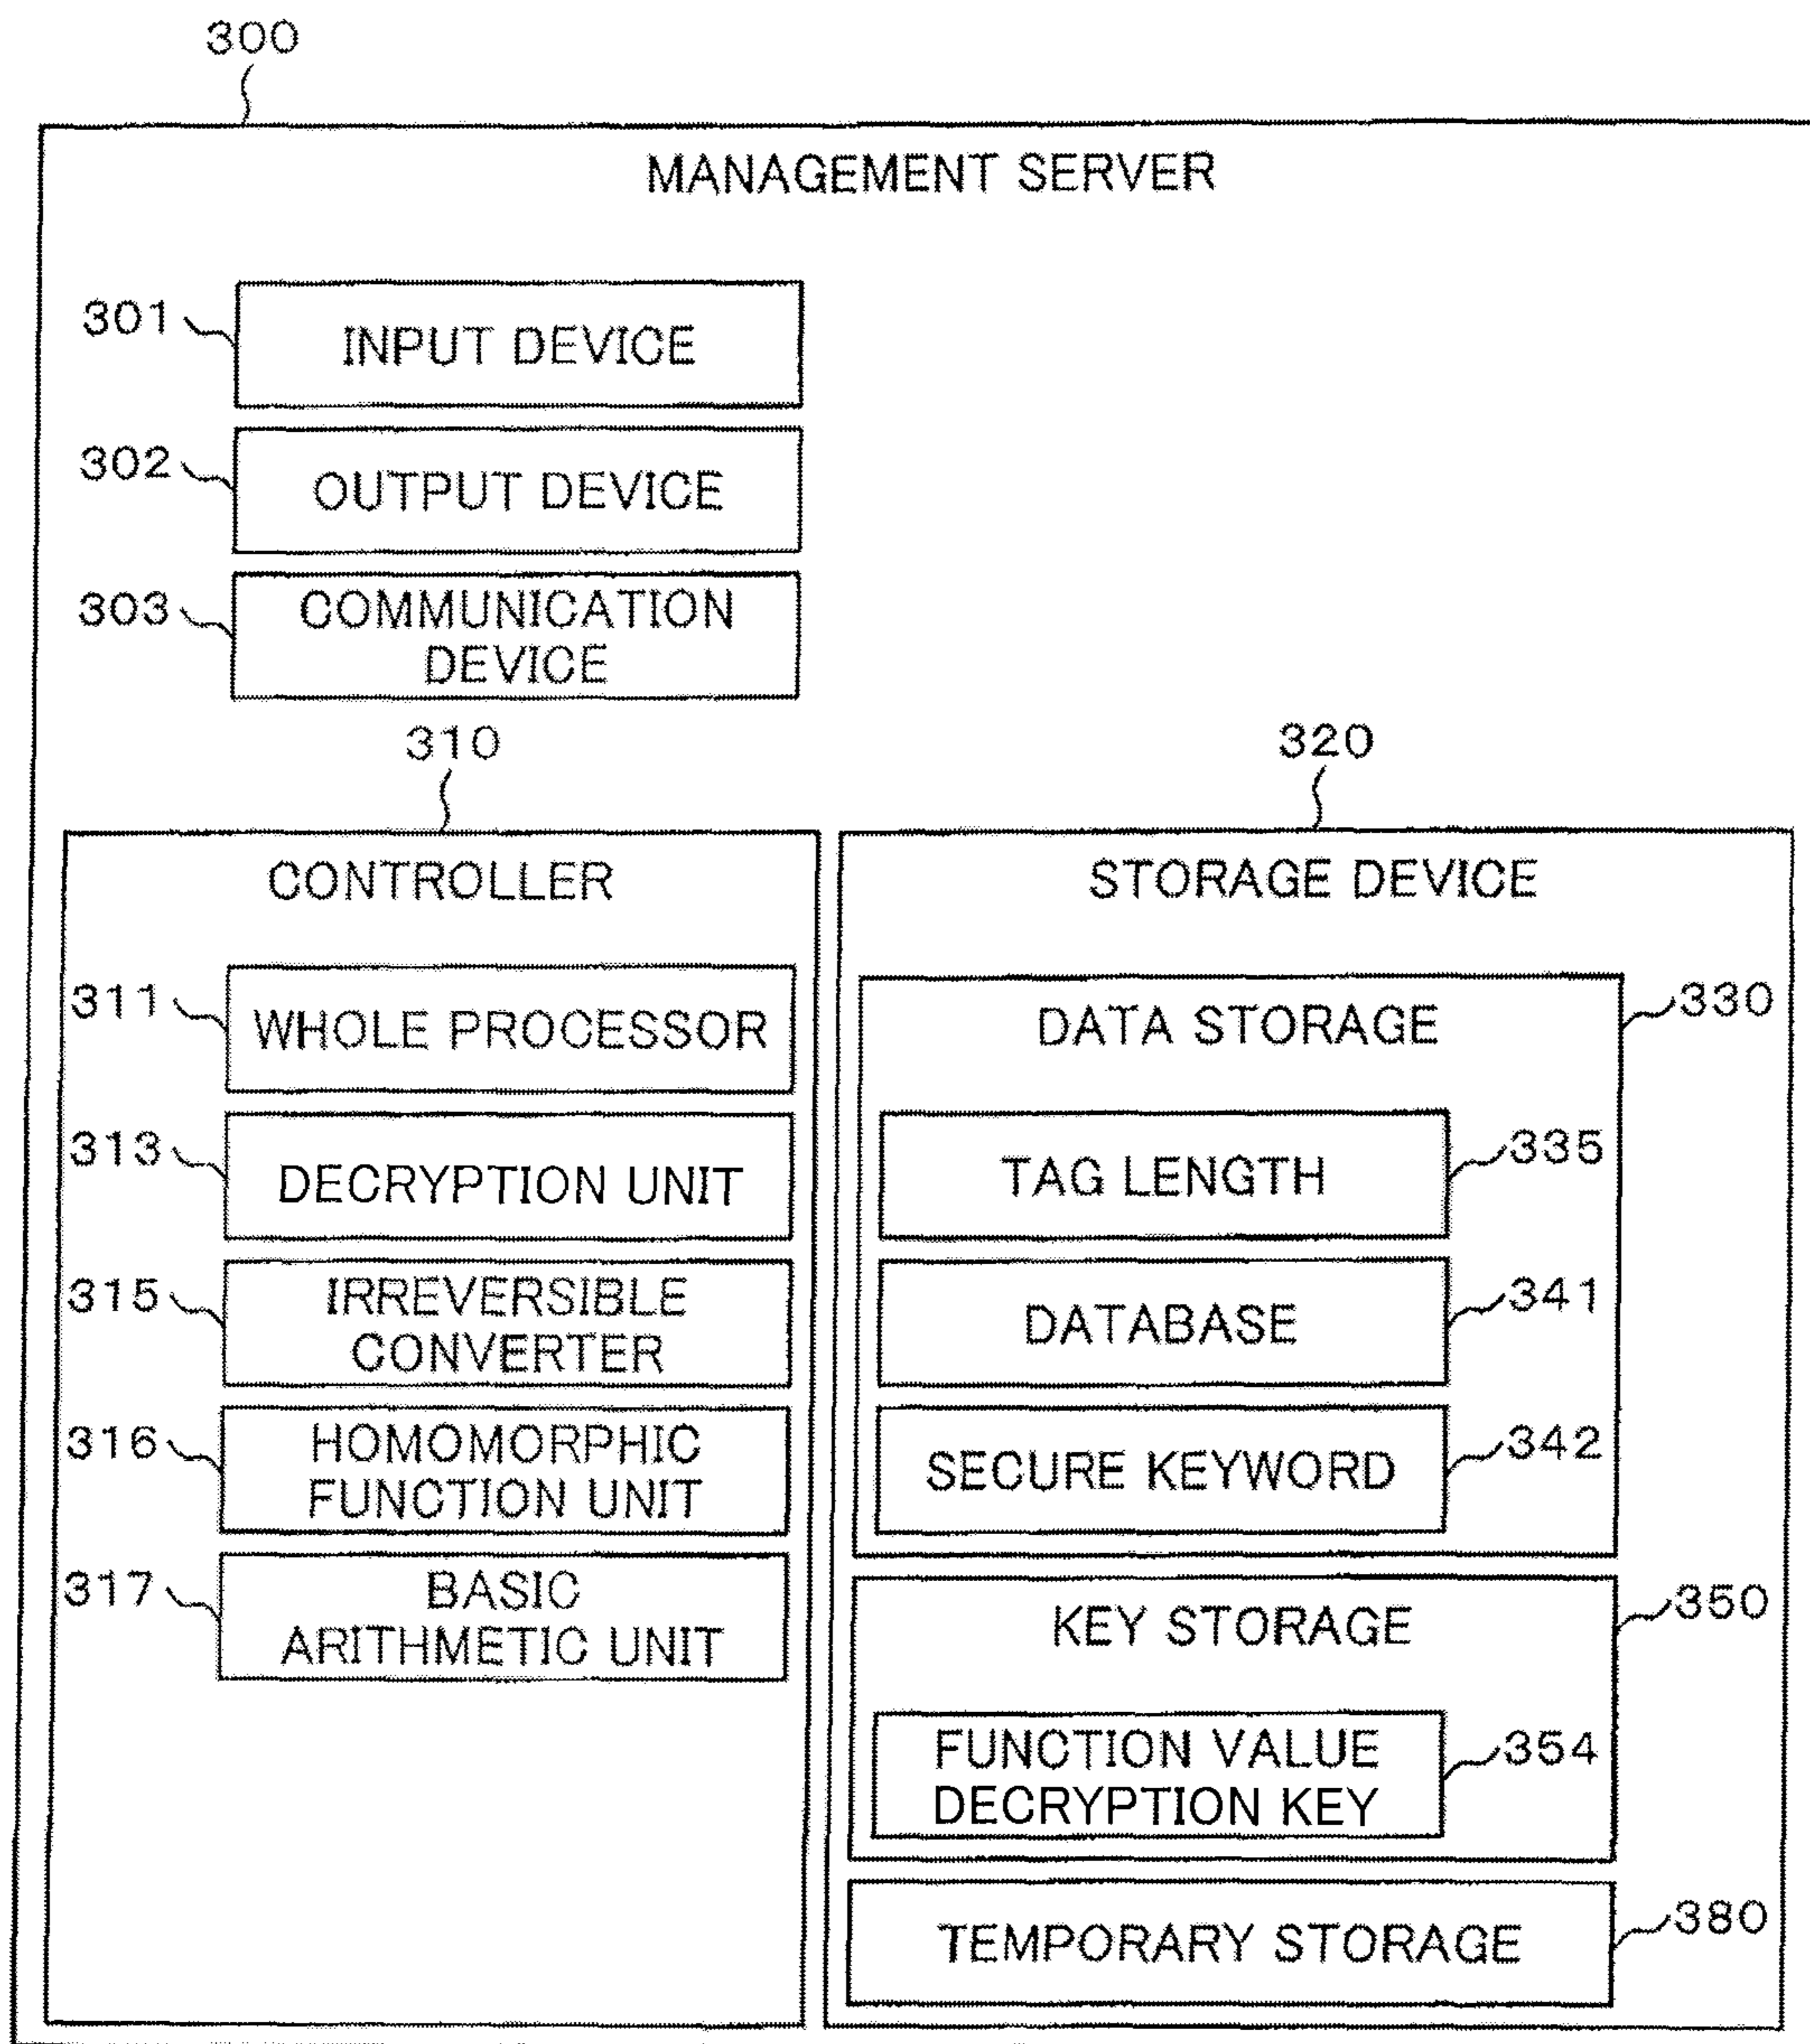 300
MANAGEMENT SERVER
301
INPUT DEVICE
302
OUTPUT DEVICE
303
COMMUNICATION
DEVICE
310
CONTROLLER
311
WHOLE PROCESSOR
313
DECRYPTION UNIT
315
IRREVERSIBLE
CONVERTER
316
HOMOMORPHIC
FUNCTION UNIT
317
BASIC
ARITHMETIC UNIT
320
STORAGE DEVICE
330
DATA STORAGE
TAG LENGTH
335
DATABASE
341
SECURE KEYWORD
342
350
KEY STORAGE
FUNCTION VALUE
DECRYPTION KEY
354
TEMPORARY STORAGE
380